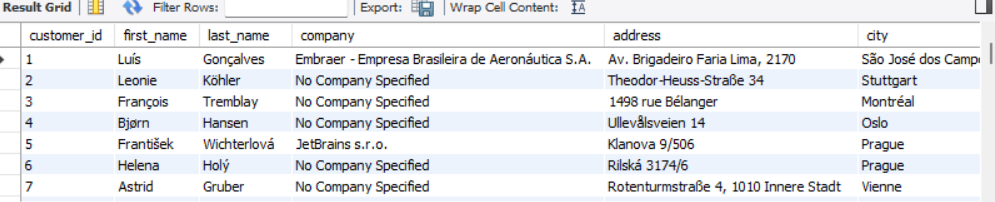 Result Grid Filter Rows: Export: Wrap Cell Content: IA
customer_id first_name last_name company address city
1 Luís Gonçalves Embraer - Empresa Brasileira de Aeronáutica S.A. Av. Brigadeiro Faria Lima, 2170 São José dos Camp
2 Leonie Köhler No Company Specified Theodor-Heuss-Straße 34 Stuttgart
3 François Tremblay No Company Specified 1498 rue Bélanger Montréal
4 Bjørn Hansen No Company Specified Ullevålsveien 14 Oslo
5 František Wichterlová JetBrains s.r.o. Klanova 9/506 Prague
6 Helena Holý No Company Specified Rilská 3174/6 Prague
7 Astrid Gruber No Company Specified Rotenturmstraße 4, 1010 Innere Stadt Vienne